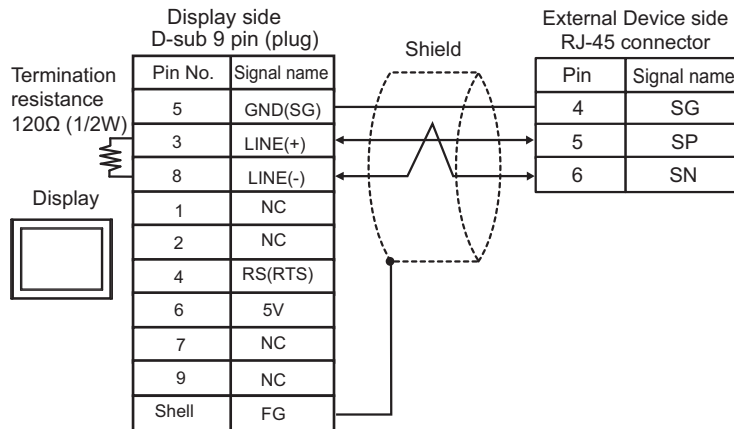 Display side
D-sub 9 pin (plug)
External Device side
RJ-45 connector
Shield
Termination
resistance
120Ω (1/2W)
Display
Pin No. Signal name
5 GND(SG)
3 LINE(+)
8 LINE(-)
1 NC
2 NC
4 RS(RTS)
6 5V
7 NC
9 NC
Shell FG
Pin Signal name
4 SG
5 SP
6 SN